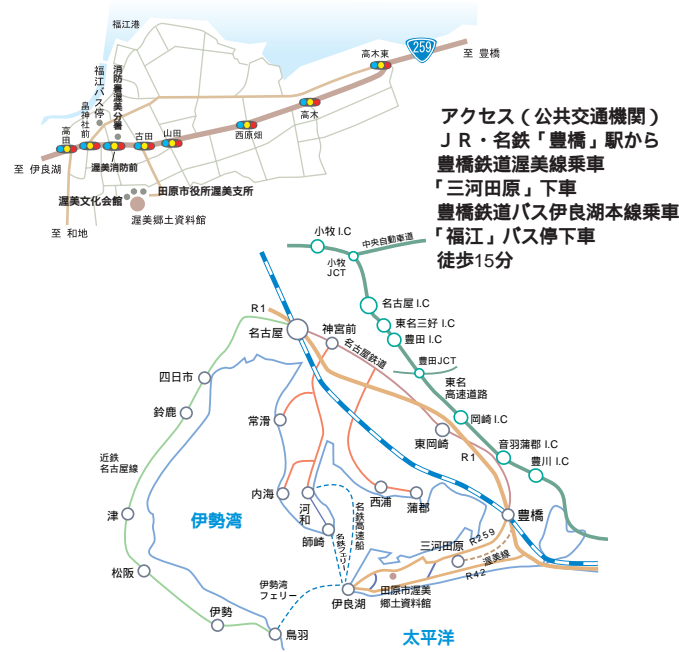 福江港
259
至 豊橋
高木東
福江バス停
消防署渥美分署
畠神社前
高田
古田
山田
西原畑
高木
至 伊良湖
渥美消防前
渥美文化会館
田原市役所渥美支所
渥美郷土資料館
至 和地
アクセス（公共交通機関）
ＪＲ・名鉄「豊橋」駅から
豊橋鉄道渥美線乗車
「三河田原」下車
豊橋鉄道バス伊良湖本線乗車
「福江」バス停下車
徒歩15分
小牧 I.C
中央自動車道
小牧
JCT
名古屋 I.C
東名三好 I.C
豊田 I.C
豊田JCT
東名
高速道路
岡崎 I.C
音羽蒲郡 I.C
豊川 I.C
R1
名古屋
神宮前
名古屋鉄道
四日市
鈴鹿
常滑
東岡崎
R1
近鉄
名古屋線
内海
河和
西浦
蒲郡
津
伊勢湾
師崎
名鉄フェリー
名鉄高速船
豊橋
三河田原
R259
渥美線
R42
松阪
伊勢湾
フェリー
伊良湖
田原市渥美
郷土資料館
伊勢
鳥羽
太平洋